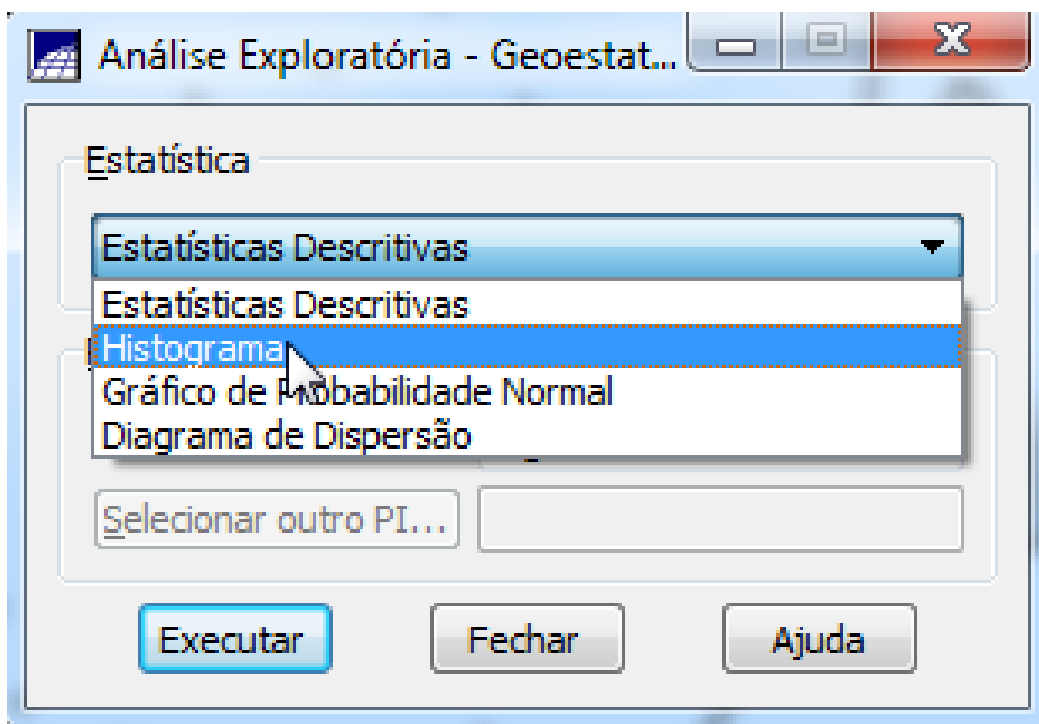 Análise Exploratória - Geoestat...
Estatística
Estatísticas Descritivas
Estatísticas Descritivas
Histograma
Gráfico de Probabilidade Normal
Diagrama de Dispersão
Selecionar outro PI...
Executar
Fechar
Ajuda